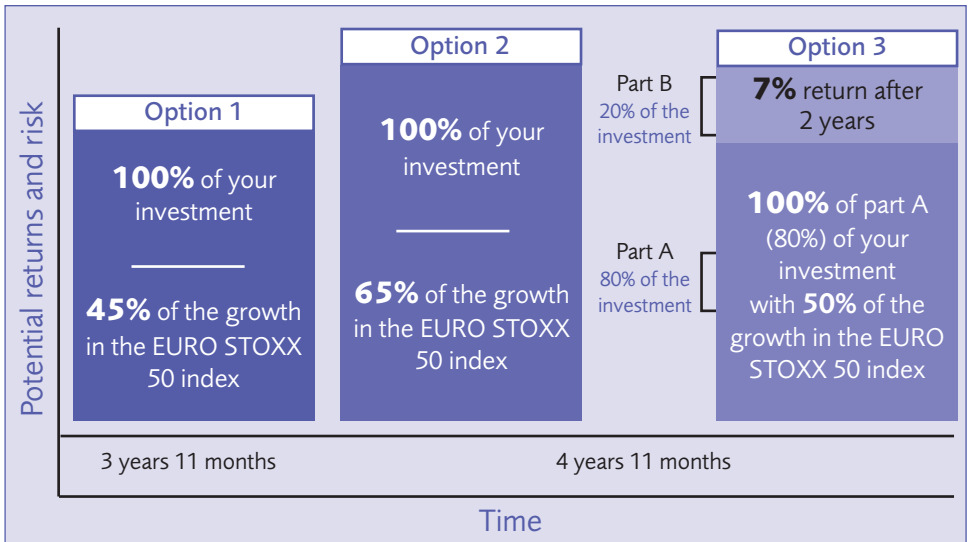 Potential returns and risk
Option 1
100% of your
investment
45% of the growth
in the EURO STOXX
50 index
Option 2
100% of your
investment
65% of the growth
in the EURO STOXX
50 index
Part B
20% of the
investment
Part A
80% of the
investment
Option 3
7% return after
2 years
100% of part A
(80%) of your
investment
with 50% of the
growth in the EURO
STOXX 50 index
3 years 11 months
4 years 11 months
Time